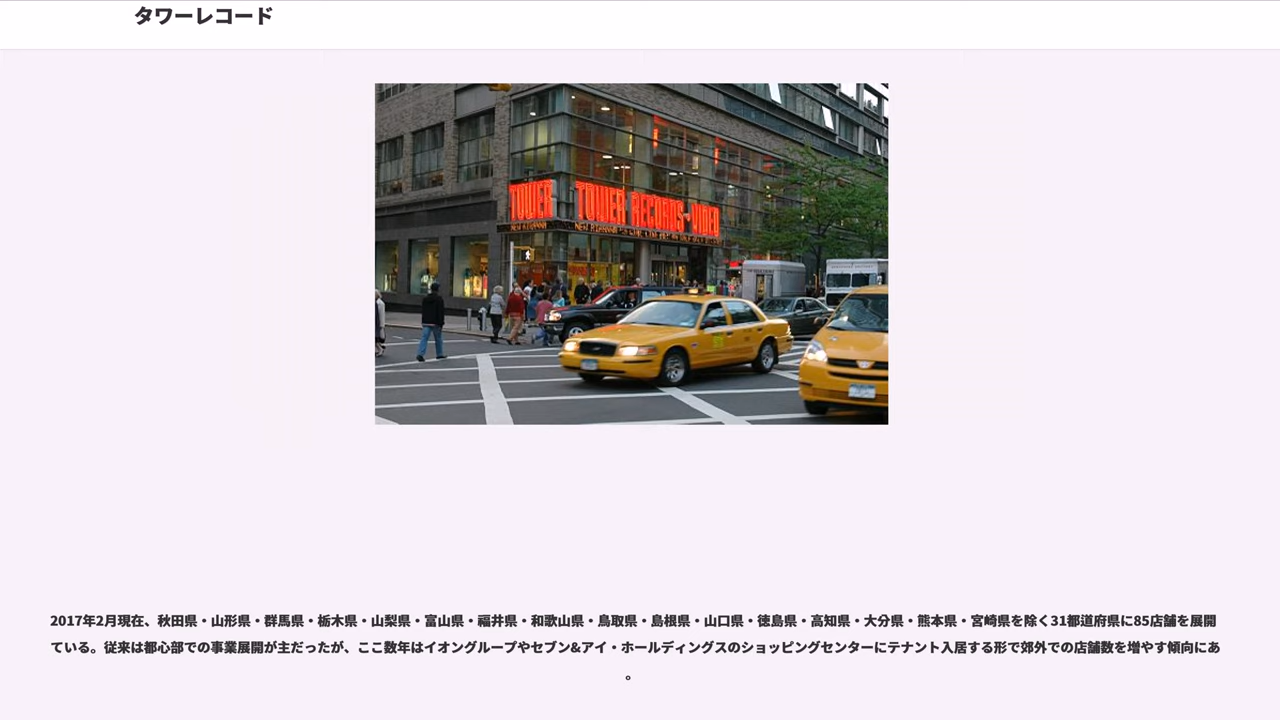 タワーレコード
TOWER
TOWER RECORDS-VIDEO
2017年2月現在、秋田県・山形県・群馬県・栃木県・山梨県・富山県・福井県・和歌山県・鳥取県・島根県・山口県・徳島県・高知県・大分県・熊本県・宮崎県を除く31都道府県に85店舗を展開
ている。従来は都心部での事業展開が主だったが、ここ数年はイオングループやセブン&アイ・ホールディングスのショッピングセンターにテナント入居する形で郊外での店舗数を増やす傾向にあ
。